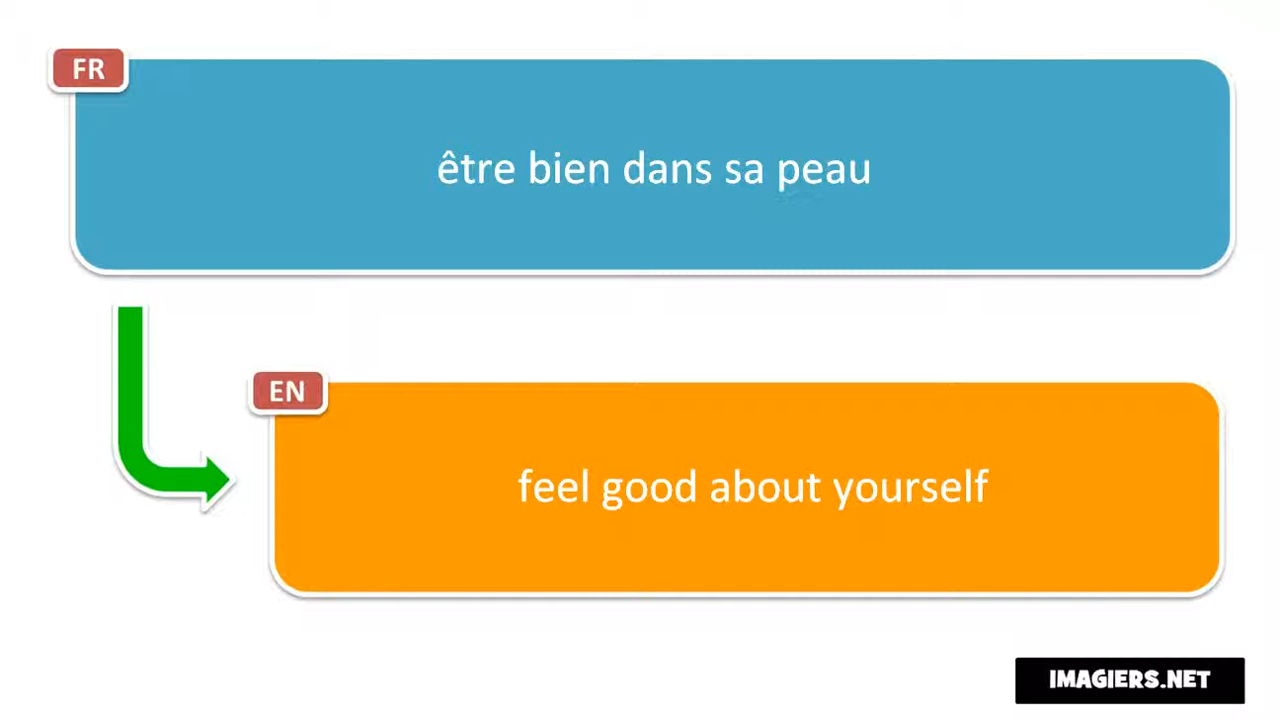 FR
être bien dans sa peau
EN
feel good about yourself
IMAGIERS.NET